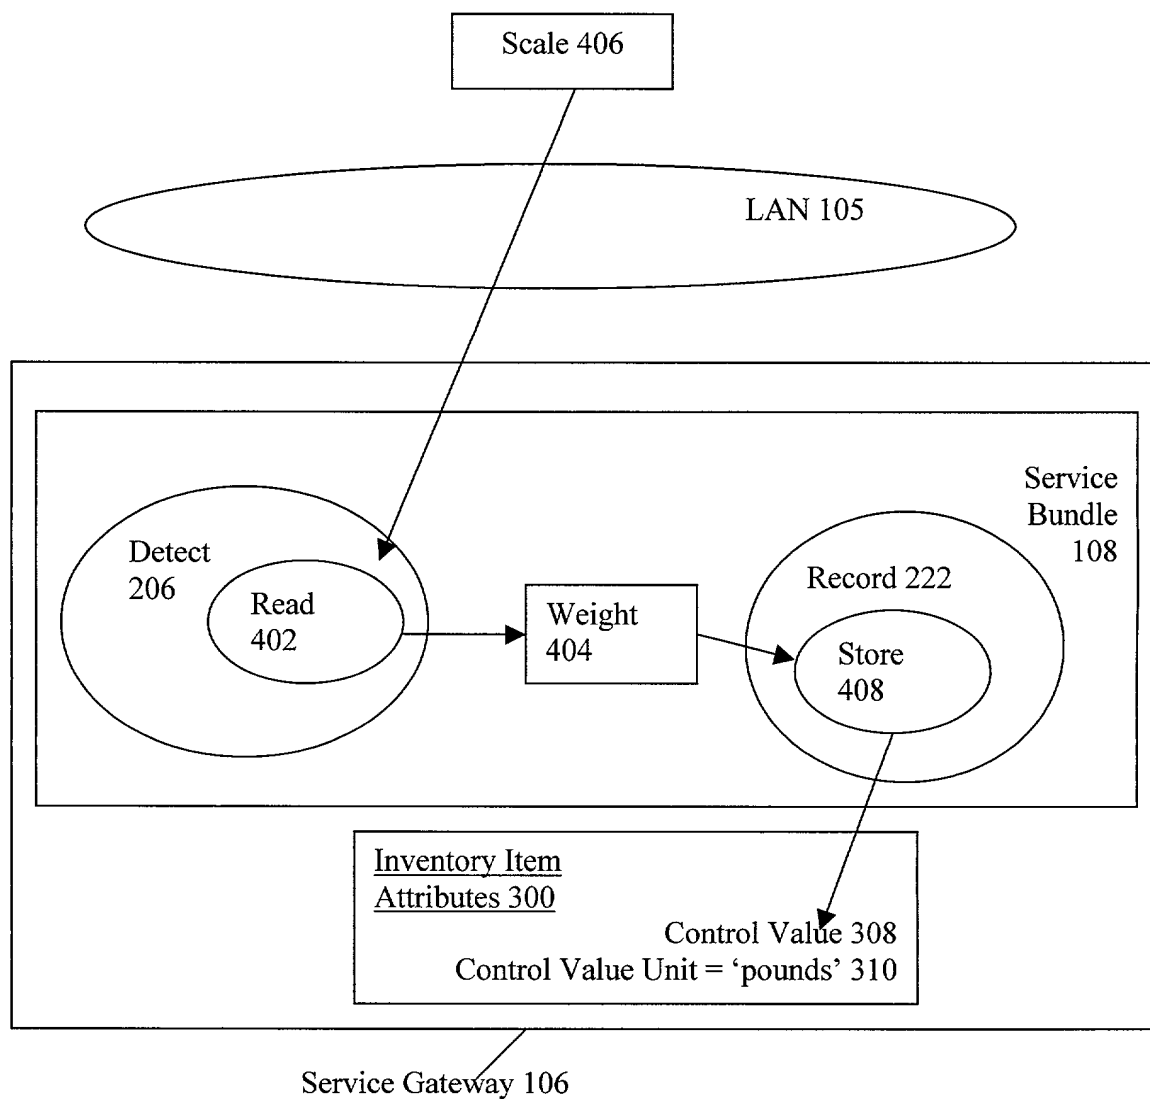 Scale 406
LAN 105
Service
Bundle
108
Detect
206
Read
402
Weight
404
Record 222
Store
408
Inventory Item
Attributes 300
Control Value 308
Control Value Unit = ‘pounds’ 310
Service Gateway 106